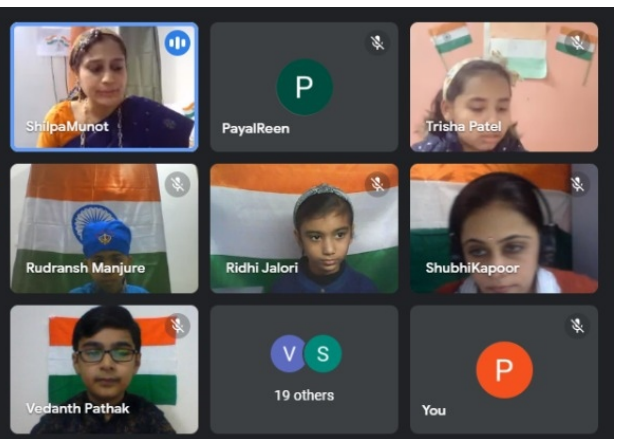 ShilpaMunot
P
PayalReen
Trisha Patel
Rudransh Manjure
Ridhi Jalori
ShubhiKapoor
Vedanth Pathak
V S
19 others
P
You